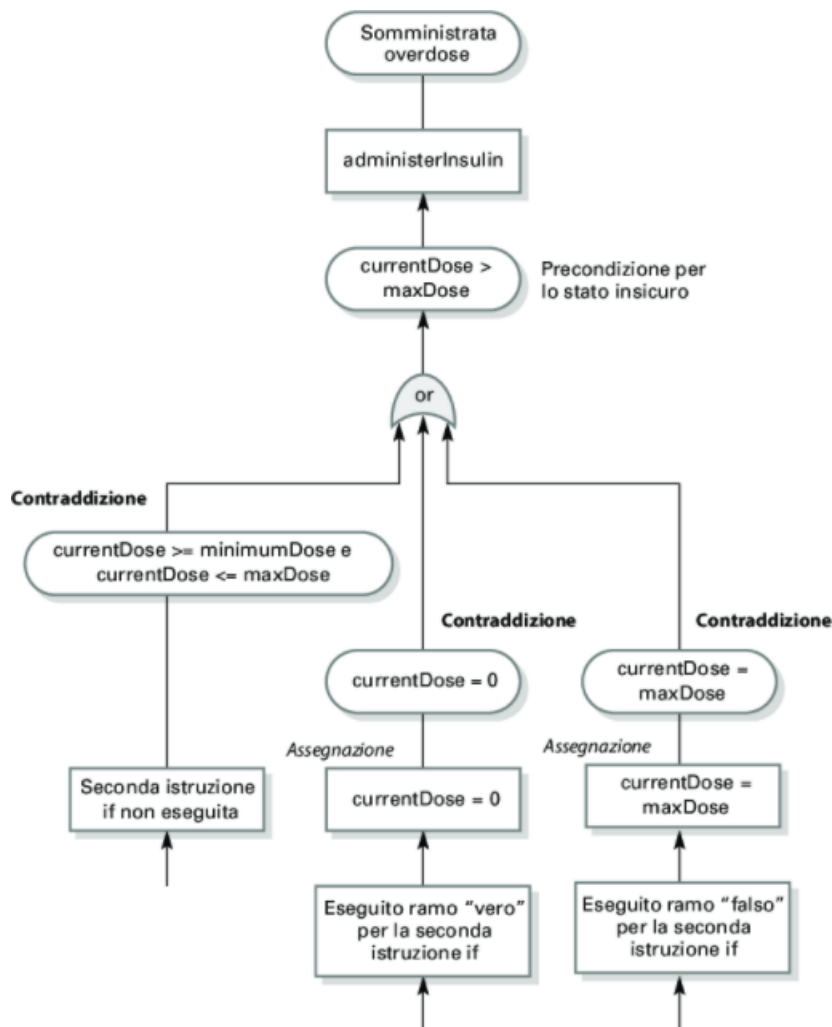 Somministrata
overdose
administerInsulin
currentDose >
maxDose
Precondizione per
lo stato insicuro
or
Contraddizione
currentDose >= minimumDose e
currentDose <= maxDose
Contraddizione
Contraddizione
currentDose = 0
currentDose =
maxDose
Assegnazione
Assegnazione
Seconda istruzione
if non eseguita
currentDose = 0
currentDose =
maxDose
Eseguito ramo “vero”
per la seconda
istruzione if
Eseguito ramo “falso”
per la seconda
istruzione if